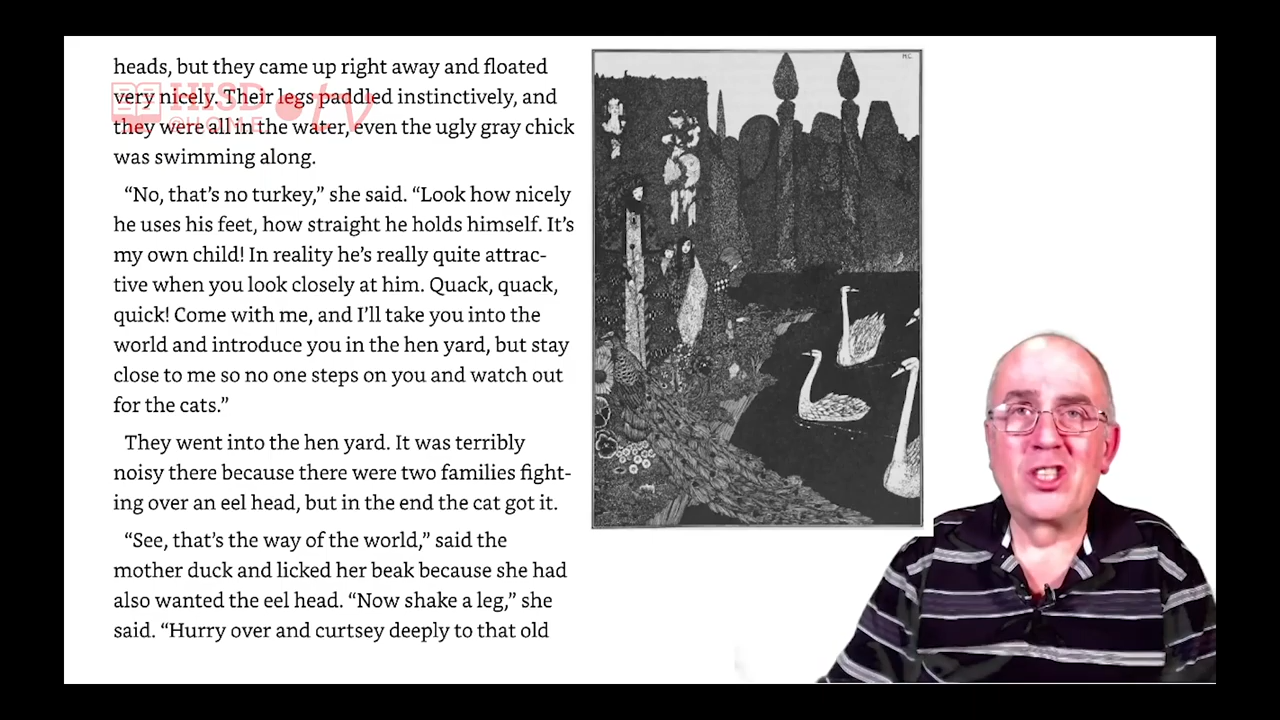 heads, but they came up right away and floated
very nicely. Their legs paddled instinctively, and
they were all in the water, even the ugly gray chick
was swimming along.
“No, that’s no turkey,” she said. “Look how nicely
he uses his feet, how straight he holds himself. It’s
my own child! In reality he’s really quite attrac-
tive when you look closely at him. Quack, quack,
quick! Come with me, and I’ll take you into the
world and introduce you in the hen yard, but stay
close to me so no one steps on you and watch out
for the cats.”
They went into the hen yard. It was terribly
noisy there because there were two families fight-
ing over an eel head, but in the end the cat got it.
“See, that’s the way of the world,” said the
mother duck and licked her beak because she had
also wanted the eel head. “Now shake a leg,” she
said. “Hurry over and curtsey deeply to that old
HISD
@HOME
tv
H.C.